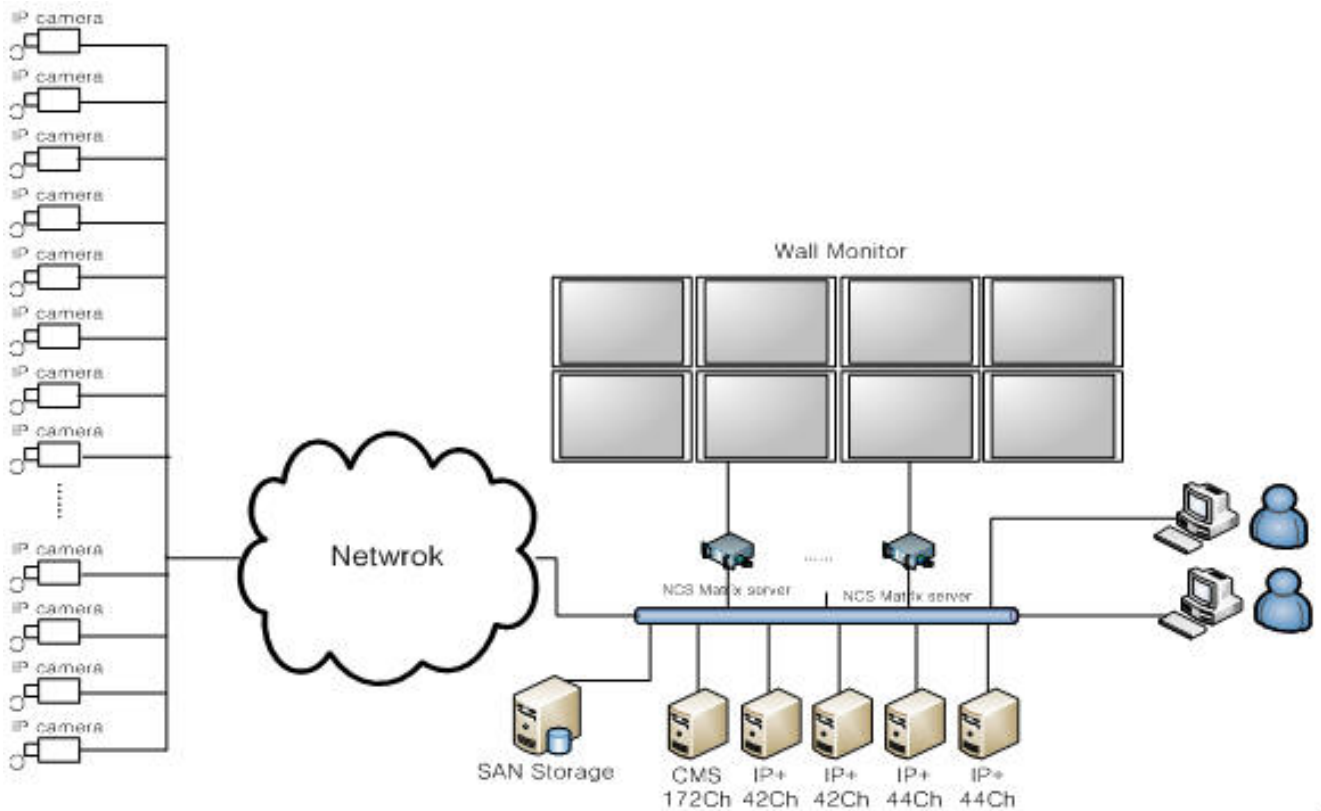 IP camera
IP camera
IP camera
IP camera
IP camera
IP camera
IP camera
IP camera
......
IP camera
IP camera
IP camera
IP camera
Netwrok
Wall Monitor
......
NCS Matrix server
NCS Matrix server
SAN Storage
CMS
172Ch
IP+
42Ch
IP+
42Ch
IP+
44Ch
IP+
44Ch